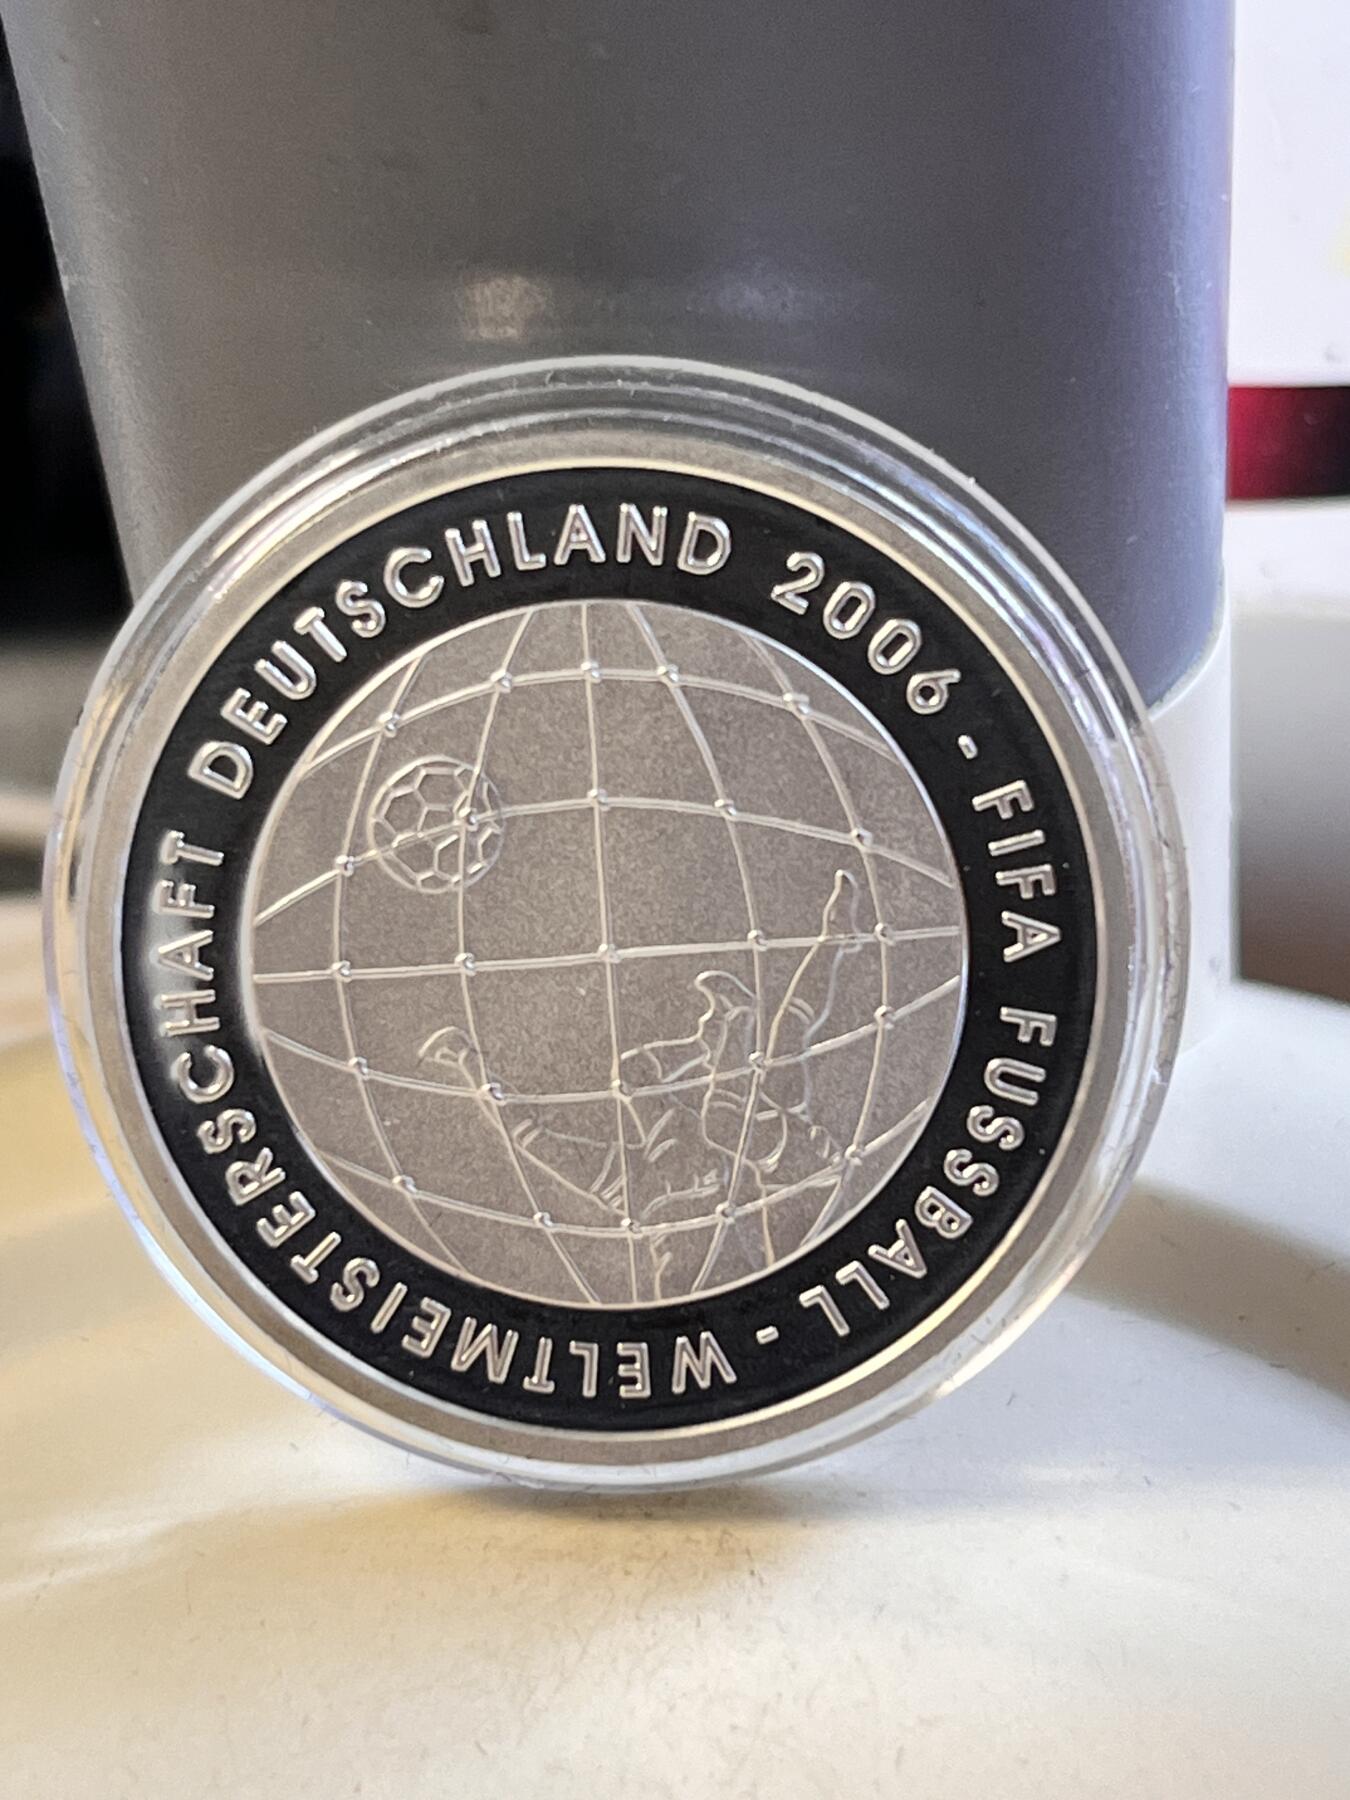 FIFA FUSSBALL - WELTMEISTERSCHAFT DEUTSCHLAND 2006 -